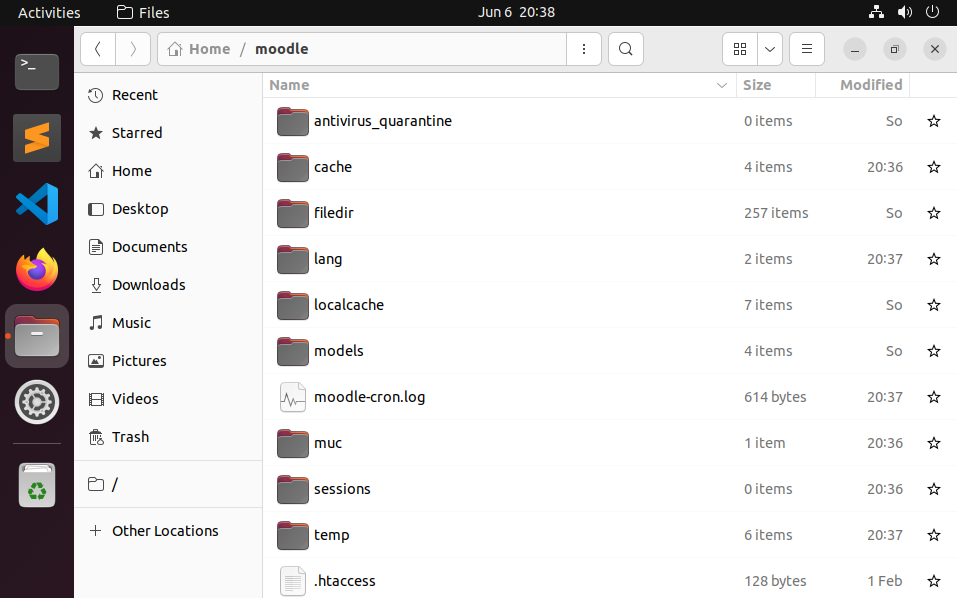 Activities Files Jun 6 20:38
Home / moodle
Name Size Modified
Recent
Starred
Home
Desktop
Documents
Downloads
Music
Pictures
Videos
Trash
/
Other Locations
antivirus_quarantine 0 items So
cache 4 items 20:36
filedir 257 items So
lang 2 items 20:37
localcache 7 items So
models 4 items So
moodle-cron.log 614 bytes 20:37
muc 1 item 20:36
sessions 0 items 20:36
temp 6 items 20:37
.htaccess 128 bytes 1 Feb